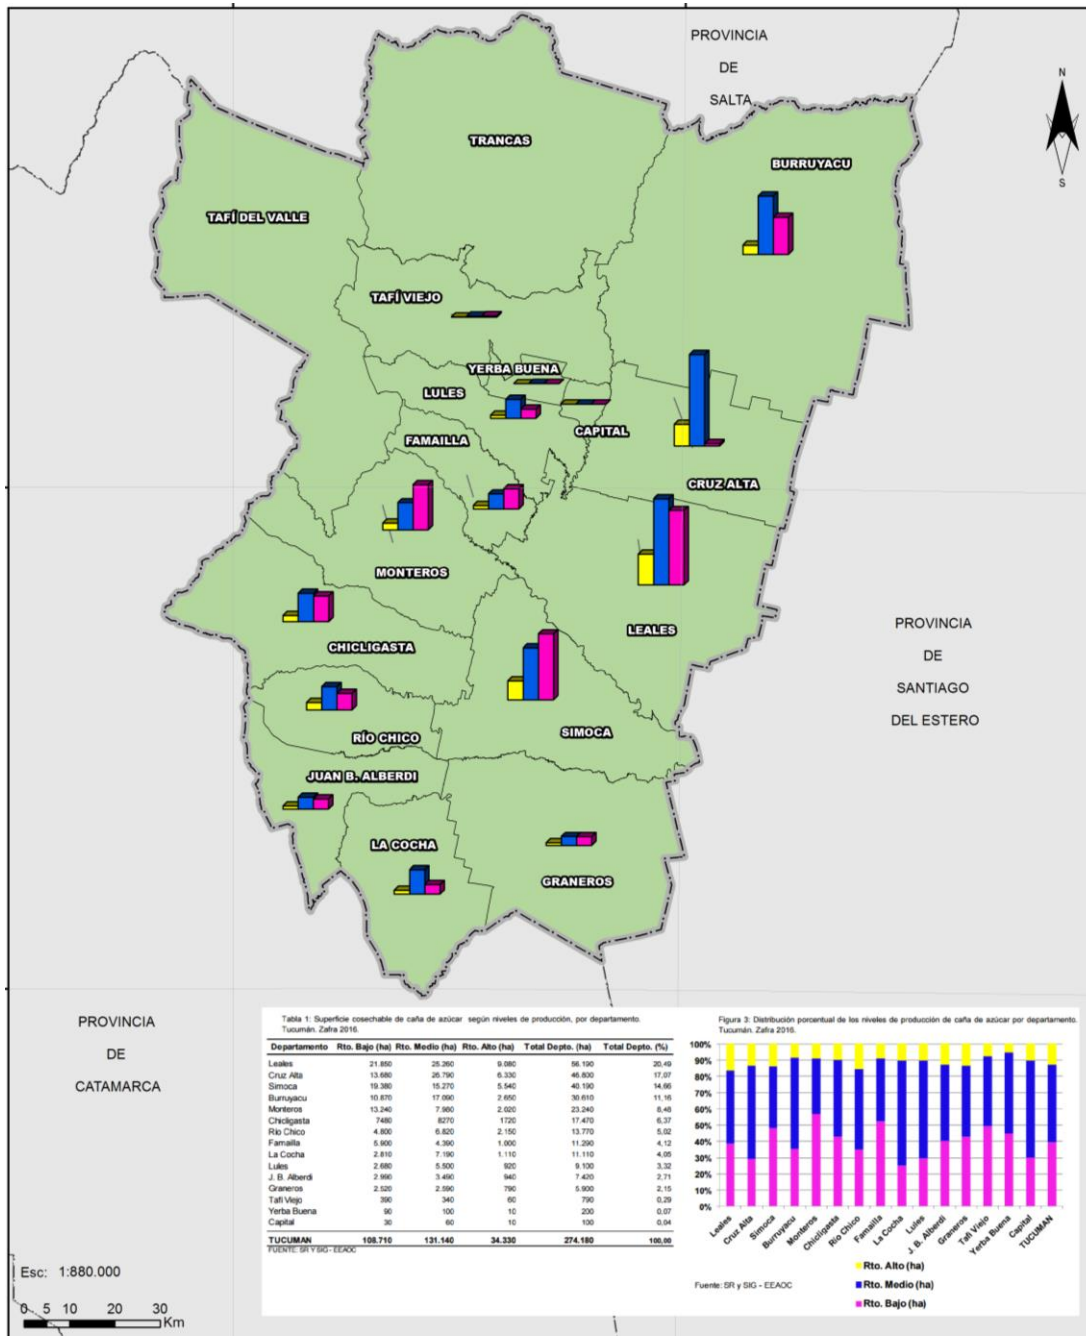 PROVINCIA
DE
SALTA
N
S
TRANCAS
BURRUYACU
TAFÍ DEL VALLE
TAFÍ VIEJO
YERBA BUENA
LULES
CAPITAL
FAMAILLA
CRUZ ALTA
MONTEROS
LEALES
CHICLIGASTA
PROVINCIA
DE
SANTIAGO
DEL ESTERO
SIMOCA
RÍO CHICO
JUAN B. ALBERDI
LA COCHA
GRANEROS
PROVINCIA
DE
CATAMARCA
Esc: 1:880.000
0 5 10 20 30
Km
Tabla 1: Superficie cosechable de caña de azúcar según niveles de producción, por departamento.
Tucumán. Zafra 2016.
Departamento Rto. Bajo (ha) Rto. Medio (ha) Rto. Alto (ha) Total Depto. (ha) Total Depto. (%)
Leales 21.850 25.260 9.080 56.190 20,49
Cruz Alta 13.680 26.790 6.330 46.800 17,07
Simoca 19.380 15.270 5.540 40.190 14,66
Burruyacu 10.870 17.090 2.650 30.610 11,16
Monteros 13.240 7.980 2.020 23.240 8,48
Chicligasta 7480 8270 1720 17.470 6,37
Río Chico 4.800 6.820 2.150 13.770 5,02
Famailla 5.900 4.390 1.000 11.290 4,12
La Cocha 2.810 7.190 1.110 11.110 4,05
Lules 2.680 5.500 920 9.100 3,32
J. B. Alberdi 2.990 3.490 940 7.420 2,71
Graneros 2.520 2.590 790 5.900 2,15
Tafí Viejo 390 340 60 790 0,29
Yerba Buena 90 100 10 200 0,07
Capital 30 60 10 100 0,04
TUCUMAN 108.710 131.140 34.330 274.180 100,00
FUENTE: SR Y SIG - EEAOC
Figura 3: Distribución porcentual de los niveles de producción de caña de azúcar por departamento.
Tucumán. Zafra 2016.
100%
90%
80%
70%
60%
50%
40%
30%
20%
10%
0%
Leales
Cruz Alta
Simoca
Burruyacu
Monteros
Chicligasta
Río Chico
Famailla
La Cocha
Lules
J. B. Alberdi
Graneros
Tafí Viejo
Yerba Buena
Capital
TUCUMAN
Rto. Alto (ha)
Rto. Medio (ha)
Rto. Bajo (ha)
Fuente: SR y SIG - EEAOC